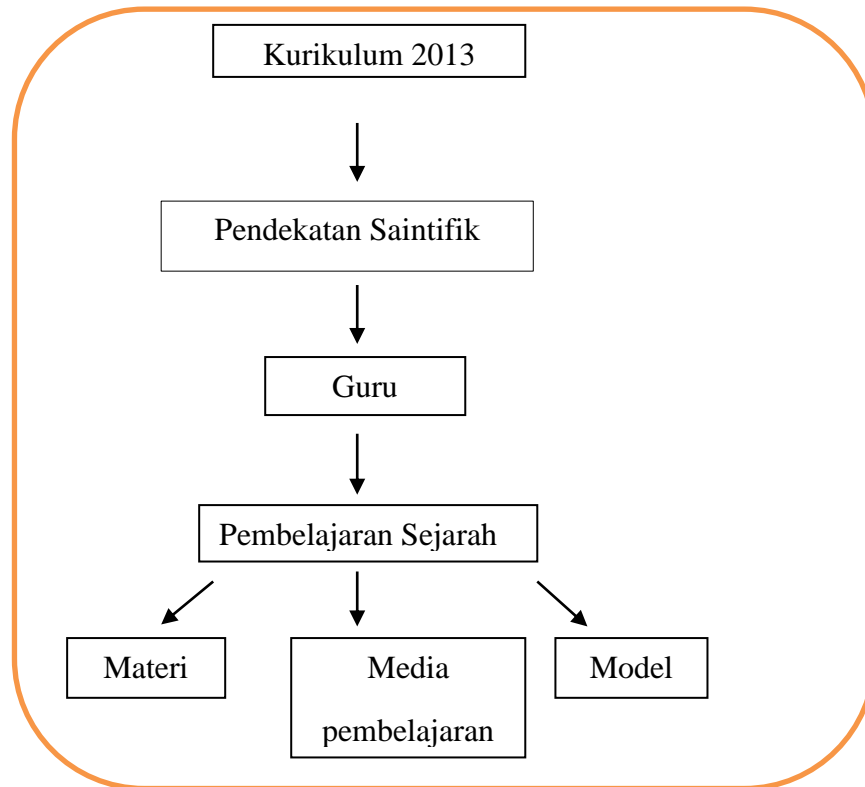 Kurikulum 2013
Pendekatan Saintifik
Guru
Pembelajaran Sejarah
Materi
Media
pembelajaran
Model